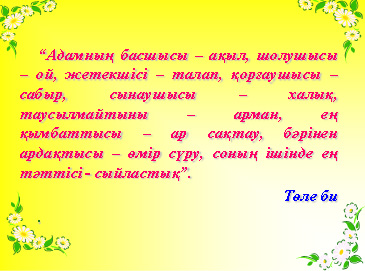 “Адамның басшысы – ақыл, шолушысы
– ой, жетекшісі – талап, қорғаушысы –
сабыр, сынаушысы – халық,
таусылмайтыны – арман, ең
қымбаттысы – ар сақтау, бәрінен
ардақтысы – өмір сүру, соның ішінде ең
тәттісі - сыйластық”.
Төле би